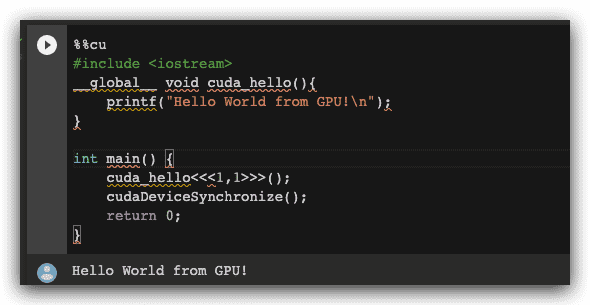 %%cu
#include <iostream>
__global__ void cuda_hello(){
    printf("Hello World from GPU!\n");
}

int main() {
    cuda_hello<<<1,1>>>();
    cudaDeviceSynchronize();
    return 0;
}
Hello World from GPU!